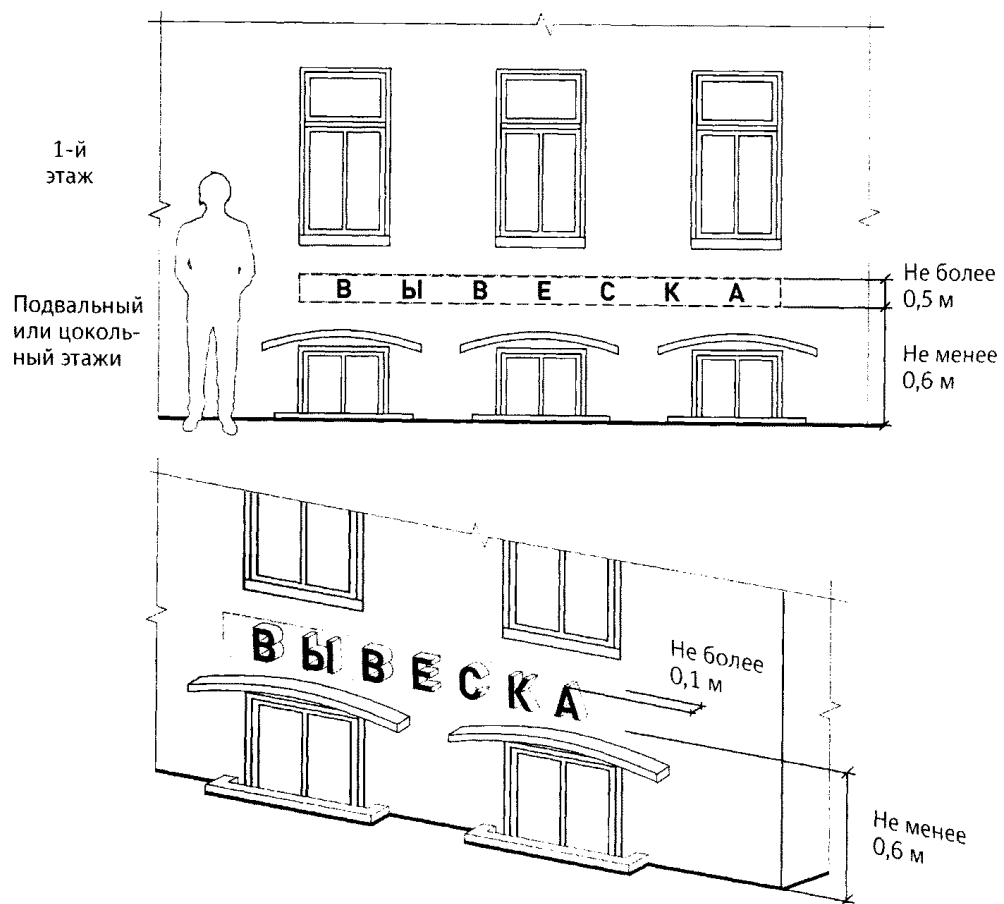 1-й
этаж
Подвальный
или цоколь-
ный этажи
В Ы В Е С К А
Не более
0,5 м
Не менее
0,6 м
ВЫВЕСКА
Не более
0,1 м
Не менее
0,6 м